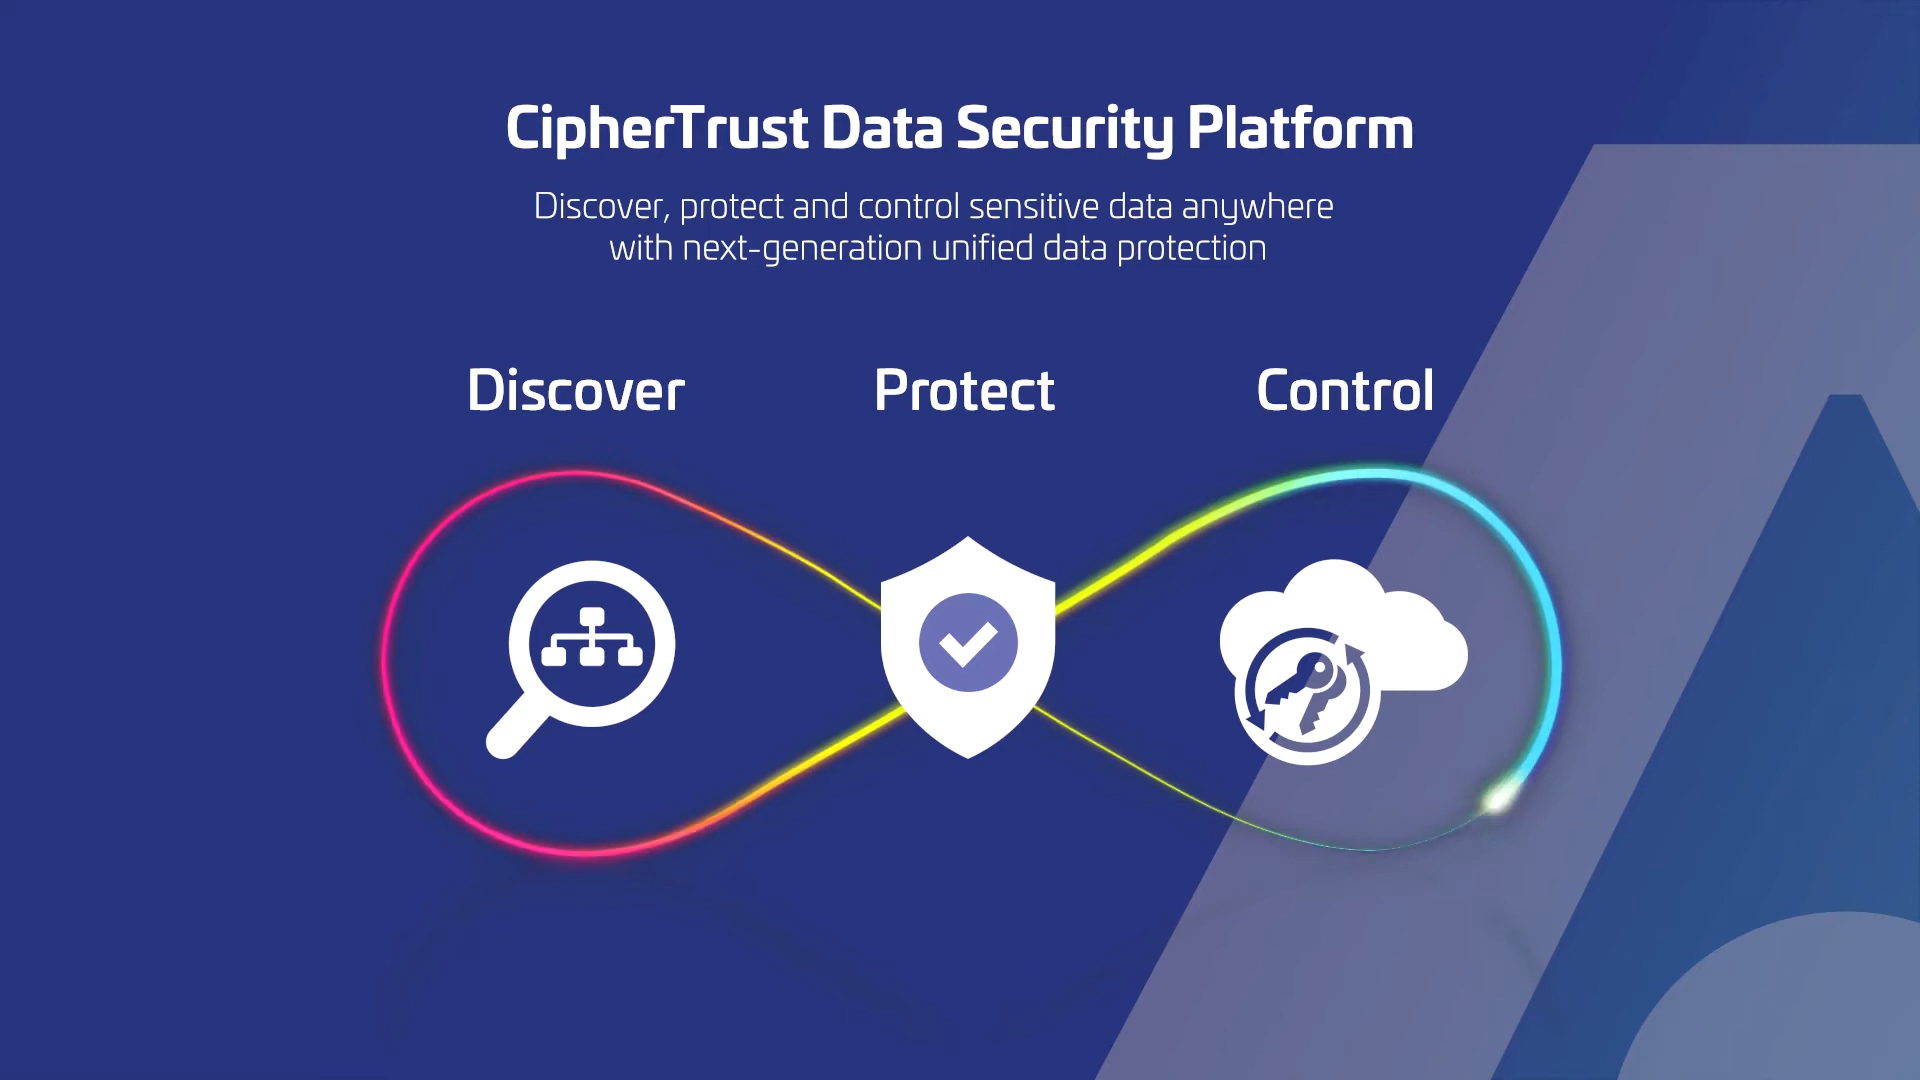 CipherTrust Data Security Platform
Discover, protect and control sensitive data anywhere
with next-generation unified data protection
Discover
Protect
Control